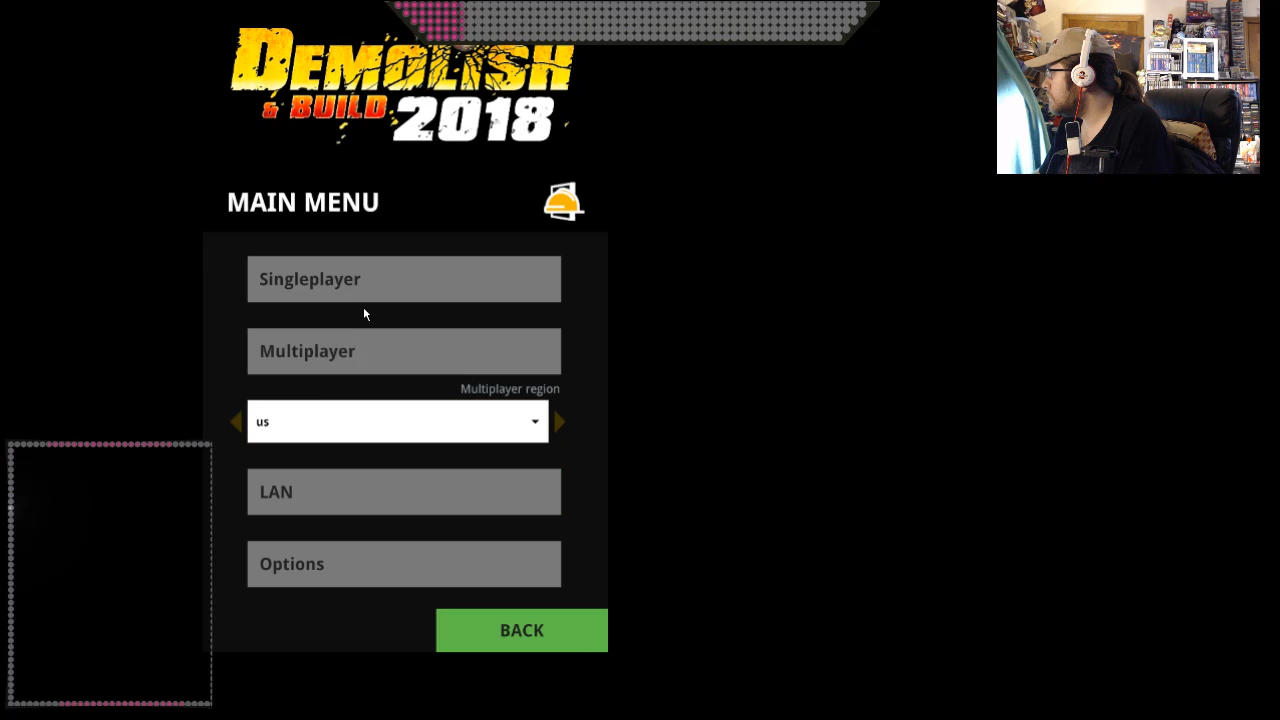 DEMOLISH
& BUILD 2018
MAIN MENU
Singleplayer
Multiplayer
Multiplayer region
us
LAN
Options
BACK